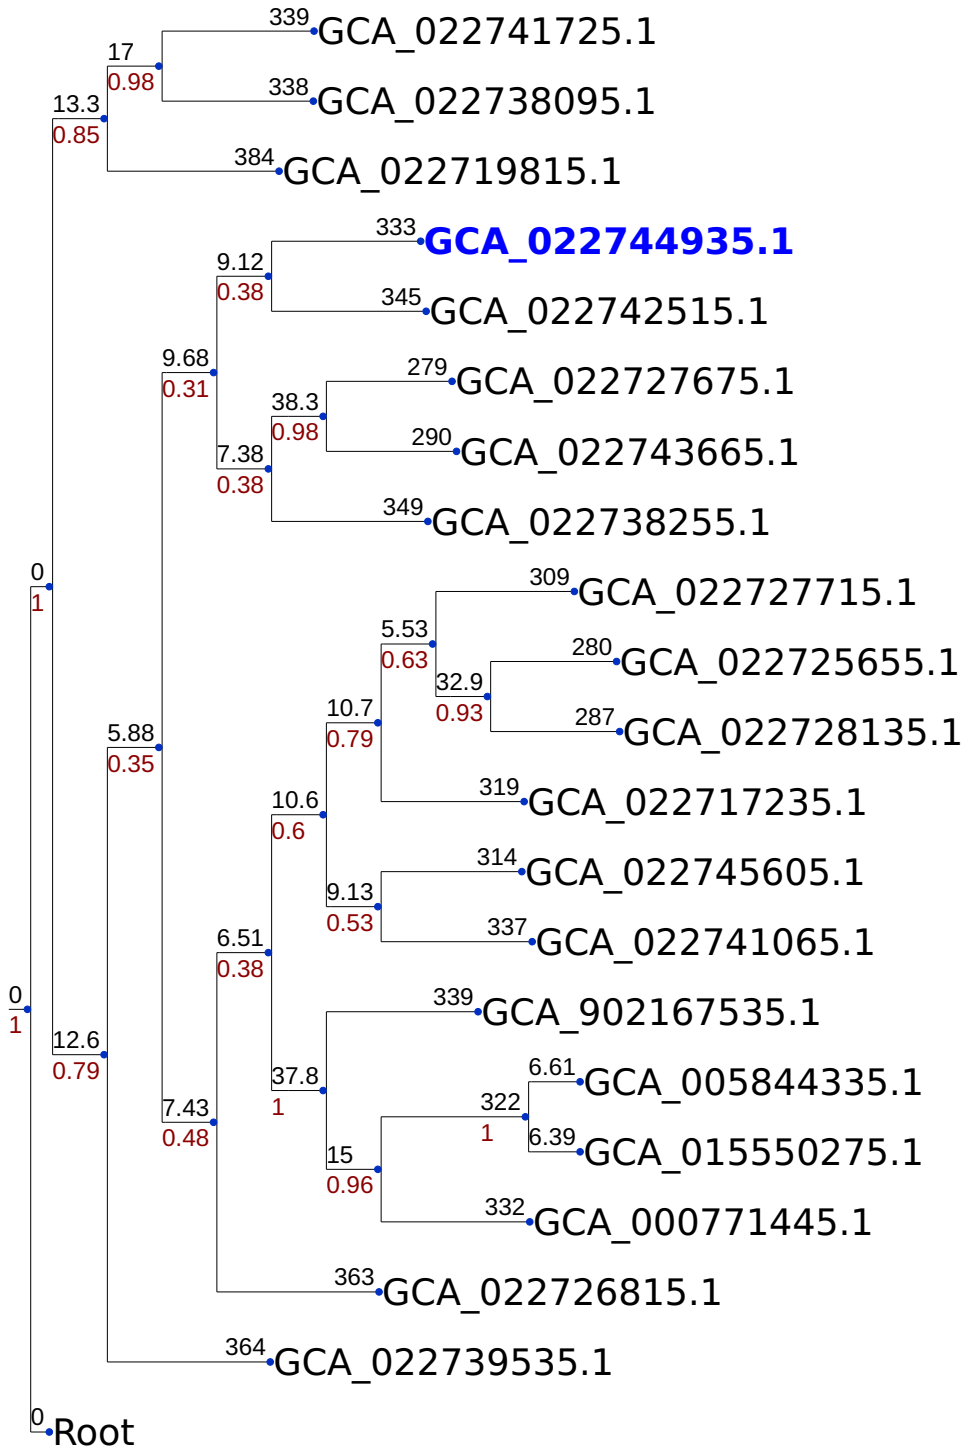 339 GCA_022741725.1
17
0.98
338 GCA_022738095.1
13.3
0.85
384 GCA_022719815.1
333 GCA_022744935.1
9.12
0.38
345 GCA_022742515.1
9.68
0.31
279 GCA_022727675.1
38.3
0.98
290 GCA_022743665.1
7.38
0.38
349 GCA_022738255.1
0
1
309 GCA_022727715.1
5.53
0.63
280 GCA_022725655.1
32.9
0.93
287 GCA_022728135.1
10.7
0.79
5.88
0.35
319 GCA_022717235.1
10.6
0.6
314 GCA_022745605.1
9.13
0.53
337 GCA_022741065.1
6.51
0.38
339 GCA_902167535.1
0
1
12.6
0.79
37.8
1
6.61 GCA_005844335.1
322
1
7.43
0.48
6.39 GCA_015550275.1
15
0.96
332 GCA_000771445.1
363 GCA_022726815.1
364 GCA_022739535.1
0 Root